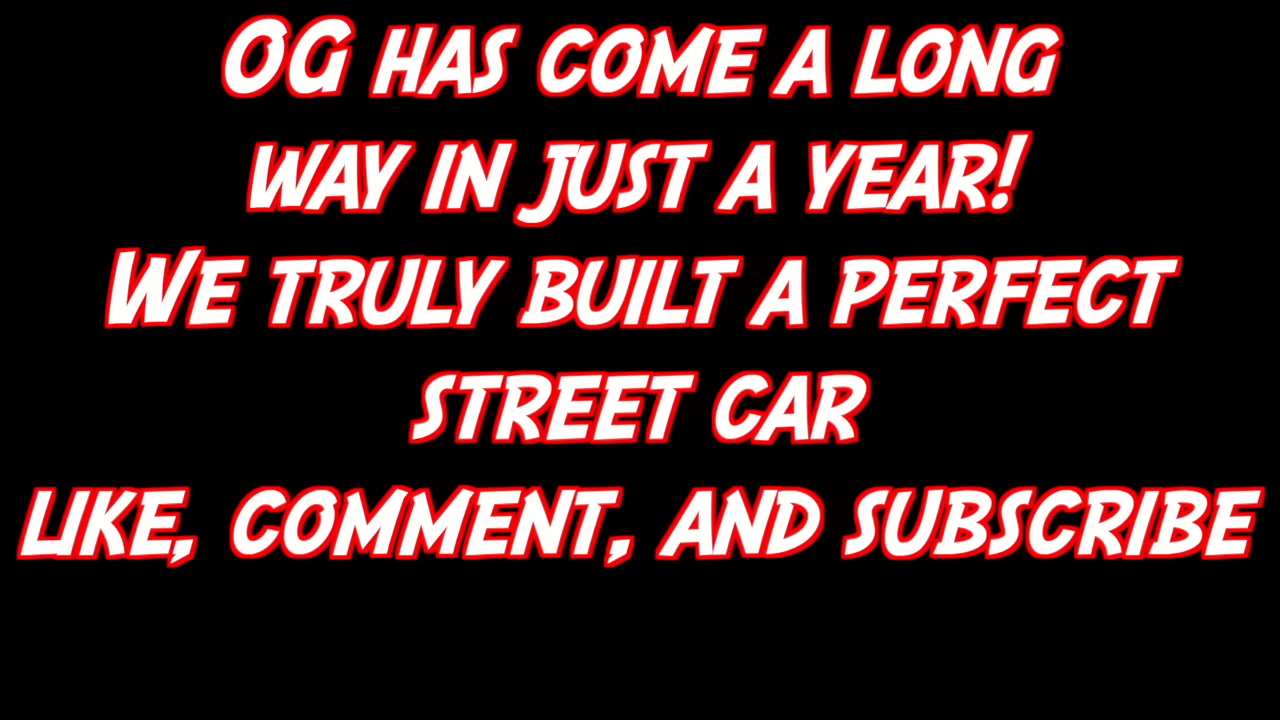 OG HAS COME A LONG
WAY IN JUST A YEAR!
WE TRULY BUILT A PERFECT
STREET CAR
LIKE, COMMENT, AND SUBSCRIBE